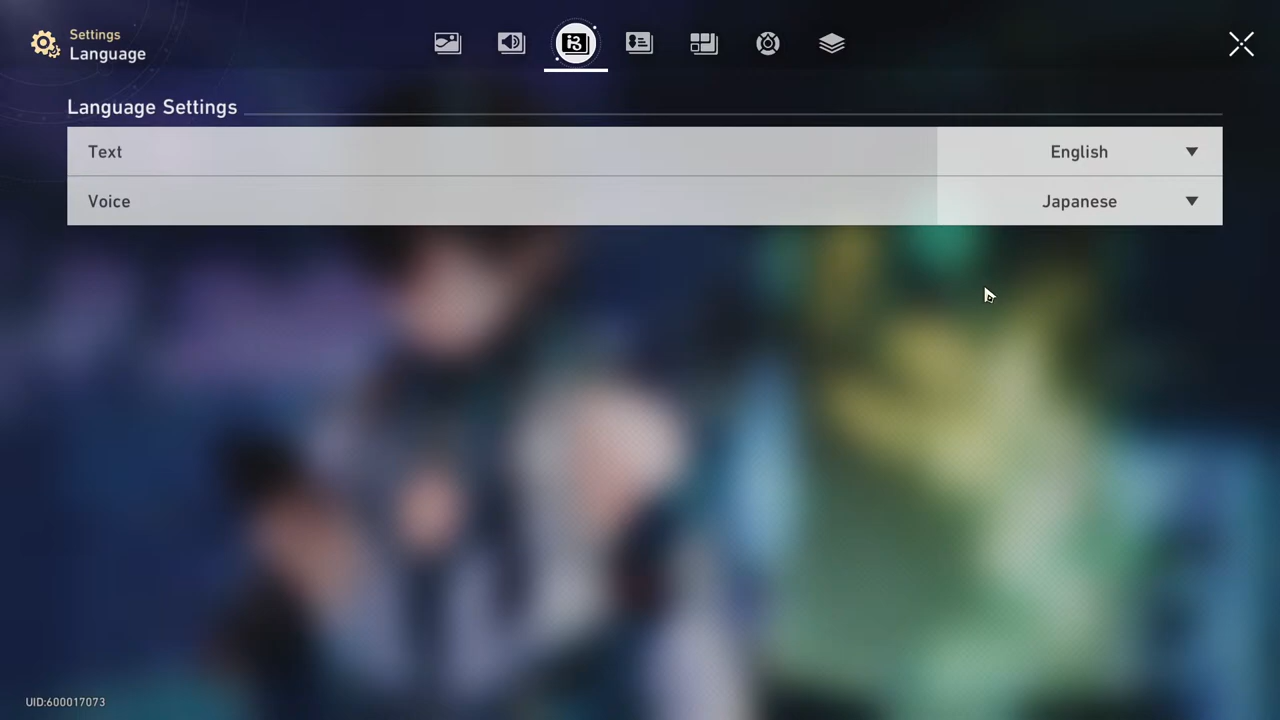 Settings
Language
Language Settings
Text English
Voice Japanese
UID:600017073